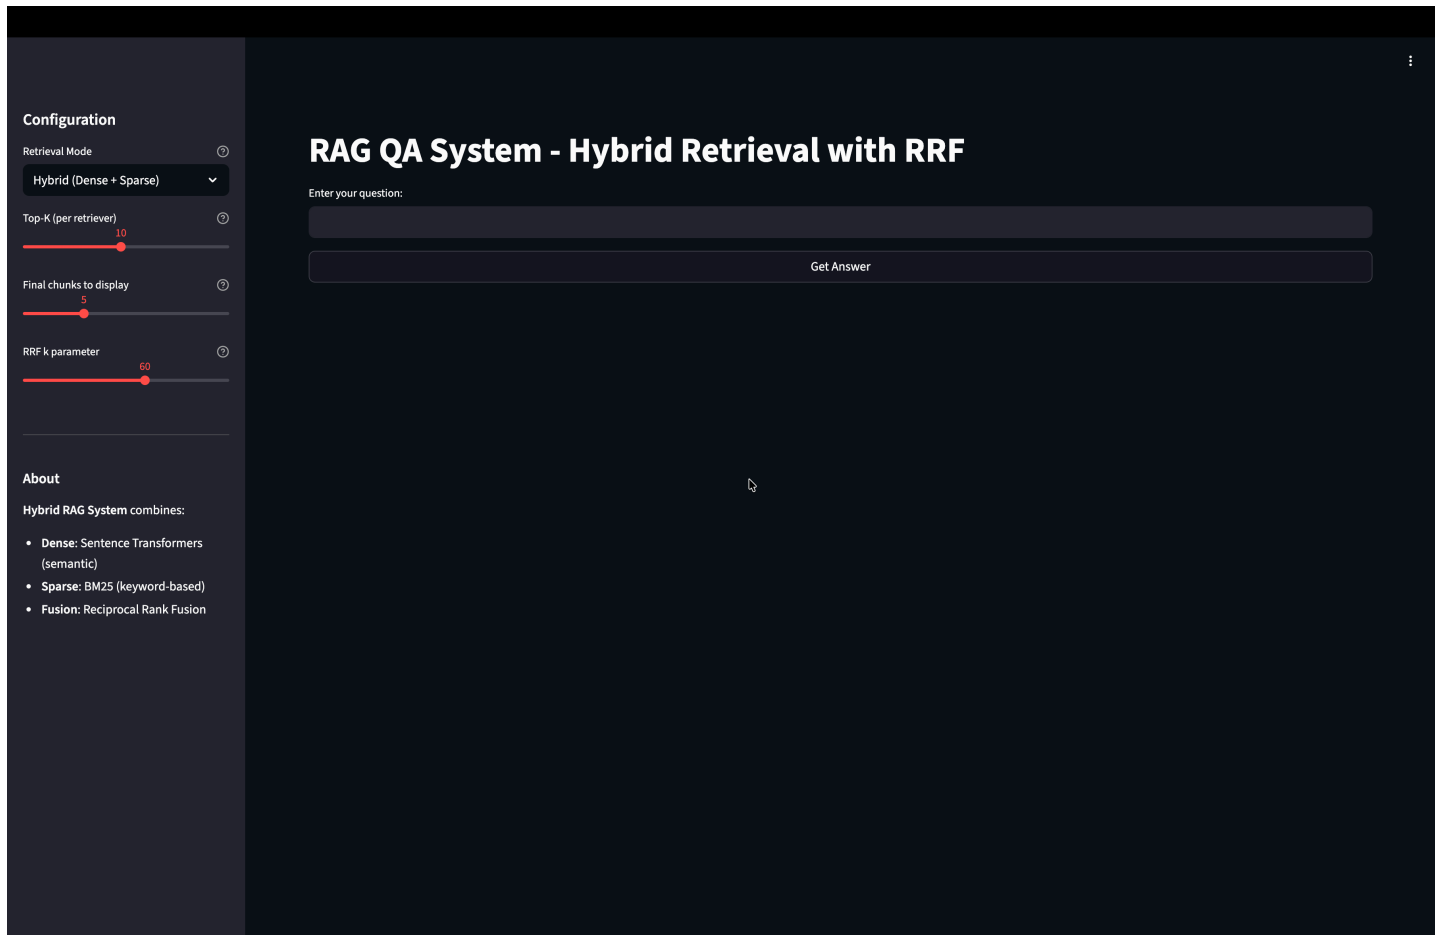 Configuration
Retrieval Mode
Hybrid (Dense + Sparse)
Top-K (per retriever)
10
Final chunks to display
5
RRF k parameter
60
About
Hybrid RAG System combines:
• Dense: Sentence Transformers
(semantic)
• Sparse: BM25 (keyword-based)
• Fusion: Reciprocal Rank Fusion
RAG QA System - Hybrid Retrieval with RRF
Enter your question:
Get Answer